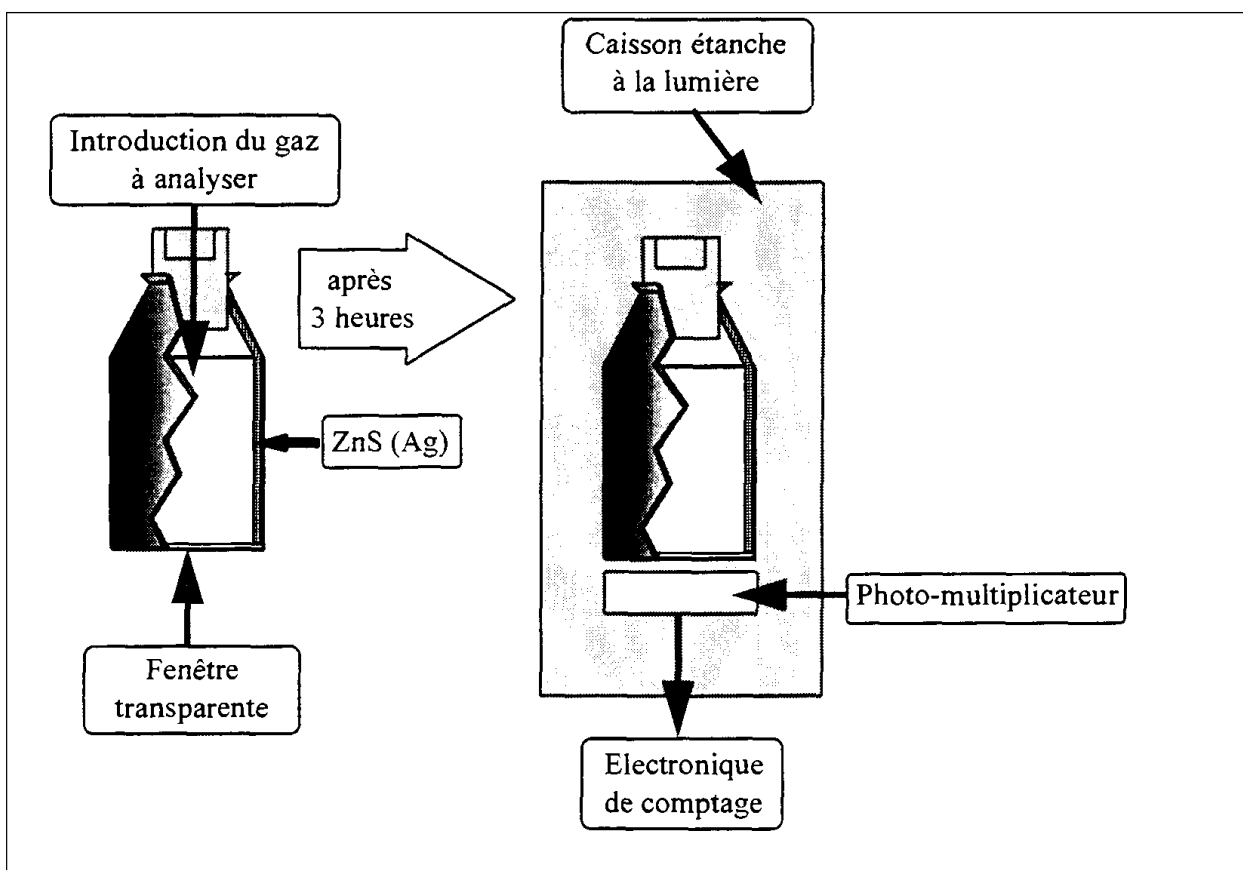 Caisson étanche
à la lumière
Introduction du gaz
à analyser
après
3 heures
ZnS (Ag)
Photo-multiplicateur
Fenêtre
transparente
Electronique
de comptage